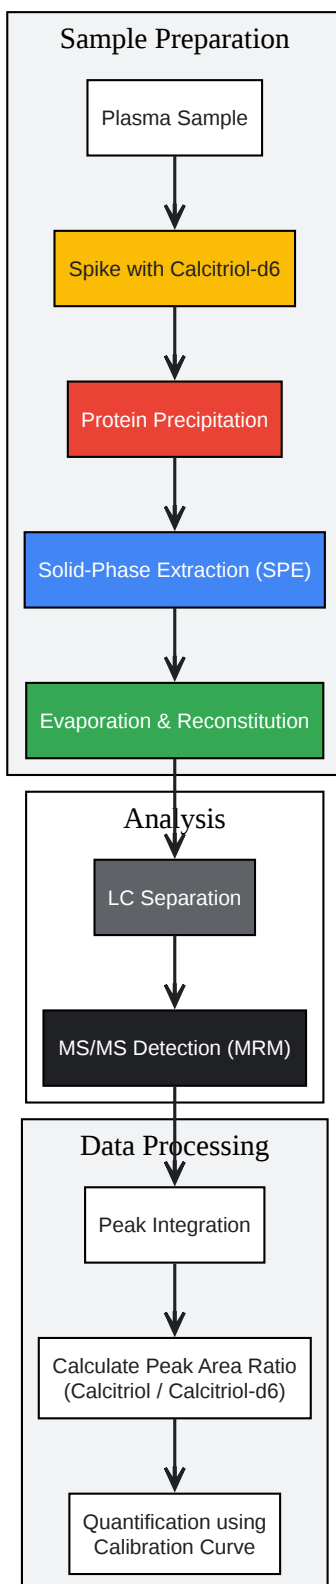 Sample Preparation
Plasma Sample
Spike with Calcitriol-d6
Protein Precipitation
Solid-Phase Extraction (SPE)
Evaporation & Reconstitution
Analysis
LC Separation
MS/MS Detection (MRM)
Data Processing
Peak Integration
Calculate Peak Area Ratio
(Calcitriol / Calcitriol-d6)
Quantification using
Calibration Curve